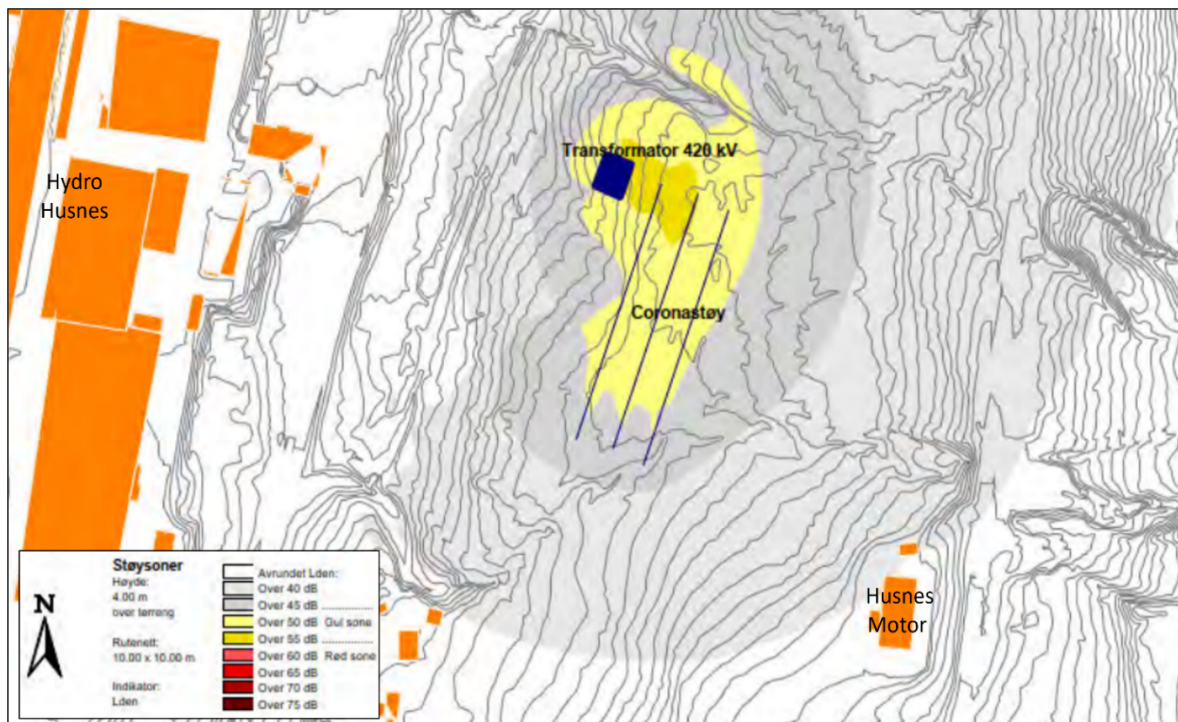 Transformator 420 kV
Hydro
Husnes
Coronastøy
Husnes
Motor
N
Støysoner
Høyde:
4.00 m
over terreng
Rutenett:
10.00 x 10.00 m
Indikator:
Lden
Avrundet Lden:
Over 40 dB
Over 45 dB ...................
Over 50 dB Gul sone
Over 55 dB ...................
Over 60 dB Rød sone
Over 65 dB
Over 70 dB
Over 75 dB